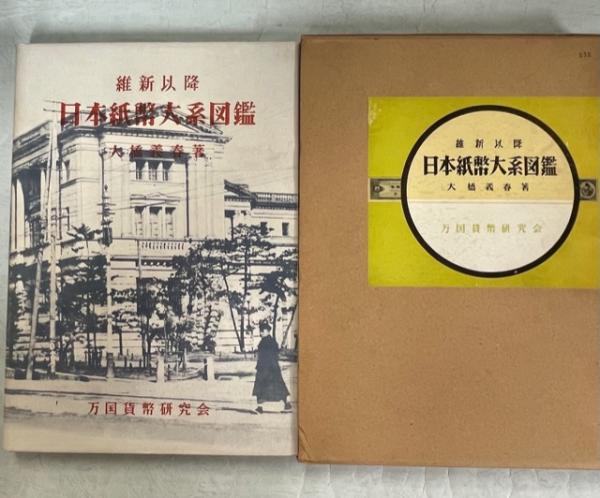 維新以降
日本紙幣大系図鑑
大橋義春著
万国貨幣研究会
維新以降
日本紙幣大系図鑑
大橋義春著
万国貨幣研究会